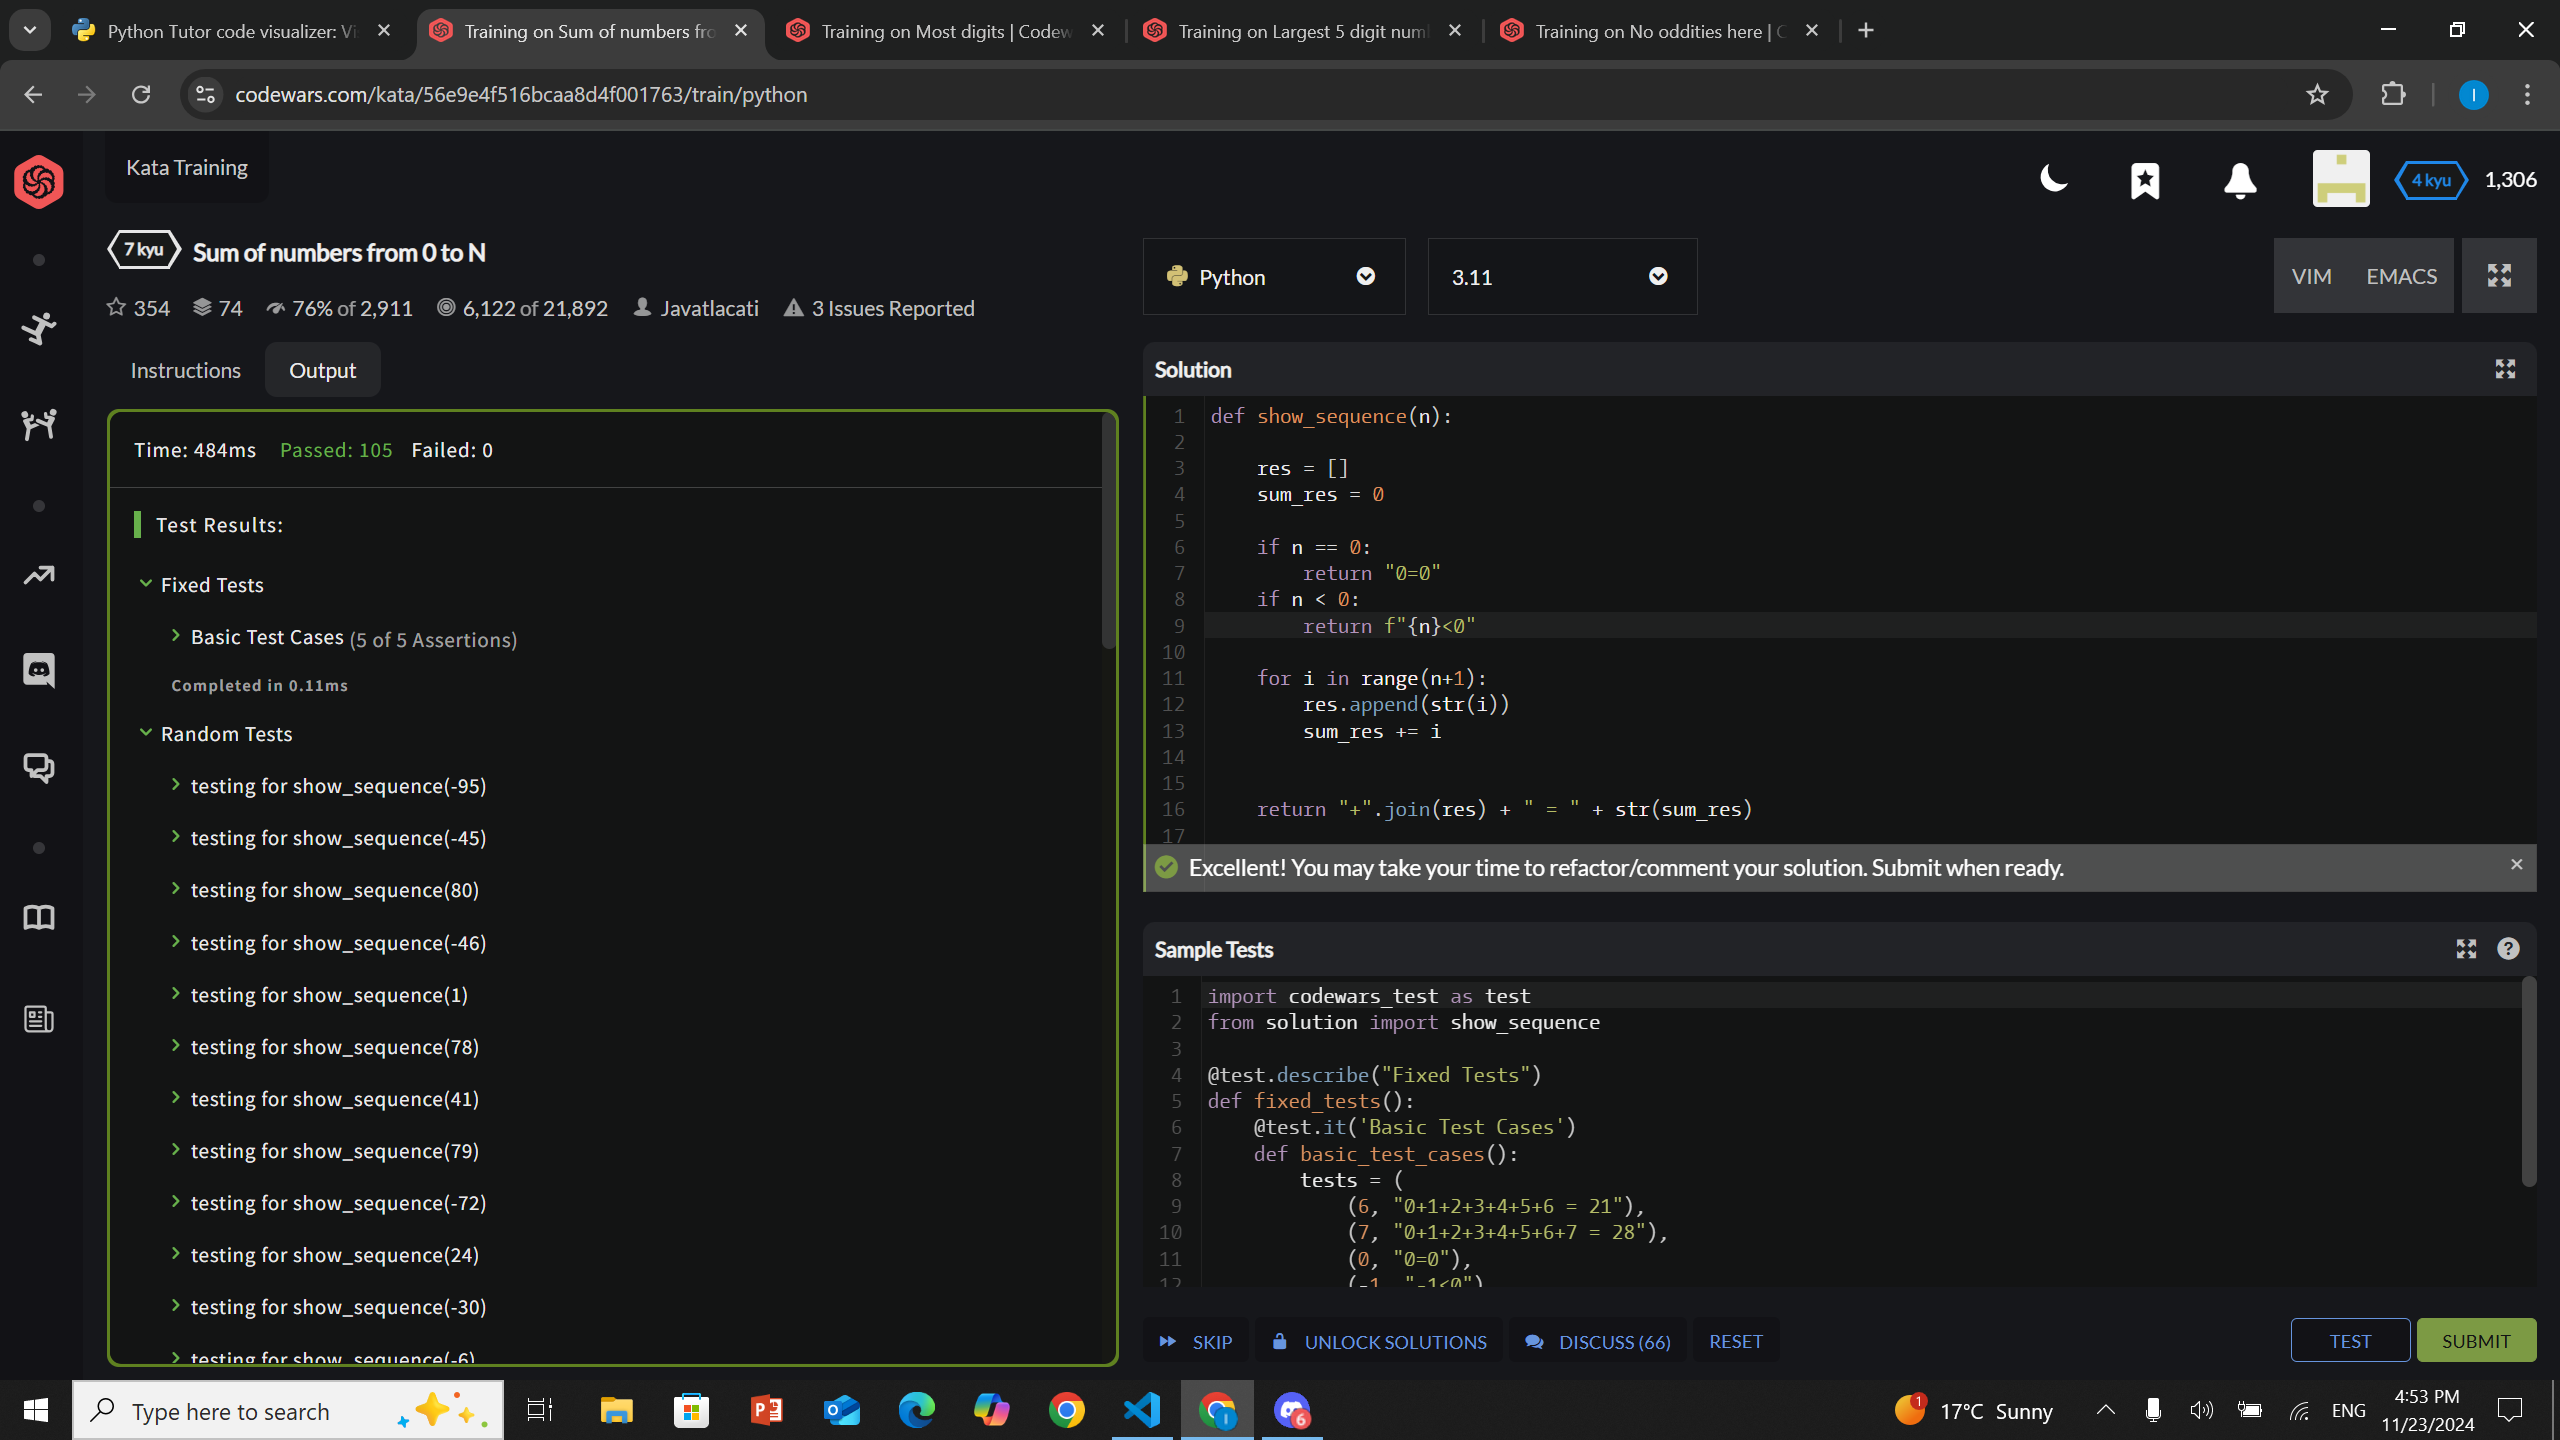 Python Tutor code visualizer: Vi
Training on Sum of numbers fro
Training on Most digits | Codew
Training on Largest 5 digit numb
Training on No oddities here | C
codewars.com/kata/56e9e4f516bcaa8d4f001763/train/python
I
Kata Training
4 kyu
1,306
7 kyu
Sum of numbers from 0 to N
354
74
76% of 2,911
6,122 of 21,892
Javatlacati
3 Issues Reported
Python
3.11
VIM
EMACS
Instructions
Output
Time: 484ms
Passed: 105
Failed: 0
Test Results:
Fixed Tests
Basic Test Cases (5 of 5 Assertions)
Completed in 0.11ms
Random Tests
testing for show_sequence(-95)
testing for show_sequence(-45)
testing for show_sequence(80)
testing for show_sequence(-46)
testing for show_sequence(1)
testing for show_sequence(78)
testing for show_sequence(41)
testing for show_sequence(79)
testing for show_sequence(-72)
testing for show_sequence(24)
testing for show_sequence(-30)
testing for show_sequence(-6)
Solution
1 def show_sequence(n):
2
3     res = []
4     sum_res = 0
5
6     if n == 0:
7         return "0=0"
8     if n < 0:
9         return f"{n}<0"
10
11     for i in range(n+1):
12         res.append(str(i))
13         sum_res += i
14
15
16     return "+".join(res) + " = " + str(sum_res)
17
Excellent! You may take your time to refactor/comment your solution. Submit when ready.
Sample Tests
1 import codewars_test as test
2 from solution import show_sequence
3
4 @test.describe("Fixed Tests")
5 def fixed_tests():
6     @test.it('Basic Test Cases')
7     def basic_test_cases():
8         tests = (
9             (6, "0+1+2+3+4+5+6 = 21"),
10             (7, "0+1+2+3+4+5+6+7 = 28"),
11             (0, "0=0"),
12             (-1, "-1<0")
SKIP
UNLOCK SOLUTIONS
DISCUSS (66)
RESET
TEST
SUBMIT
Type here to search
6
1
17°C Sunny
ENG
4:53 PM
11/23/2024